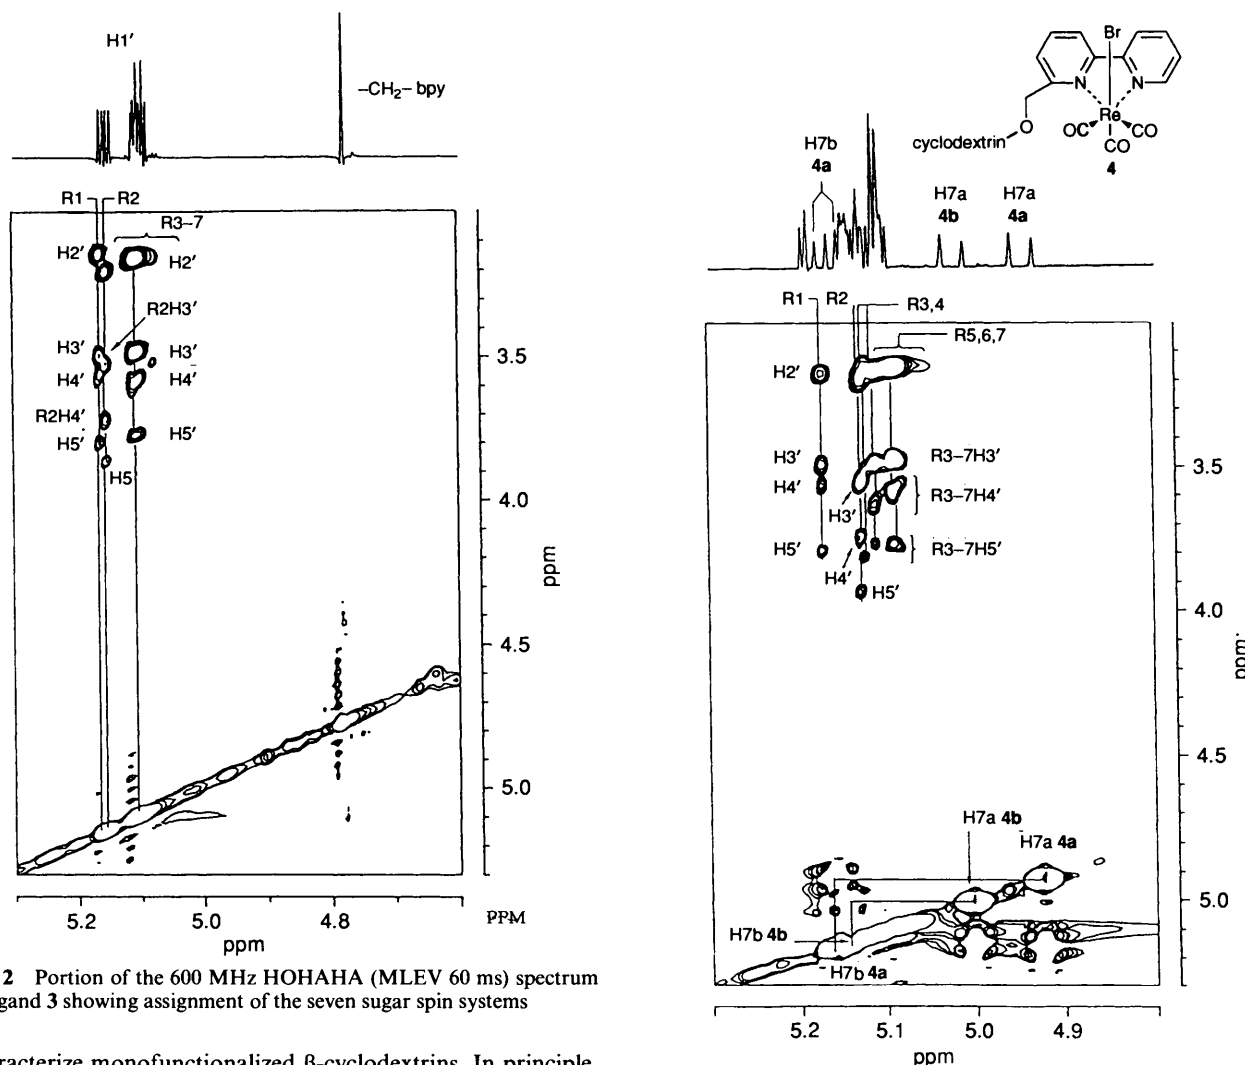 H1′
–CH2– bpy
R1
R2
R3–7
H2′
H2′
R2H3′
H3′
H3′
H4′
H4′
R2H4′
H5′
H5′
H5
3.5
4.0
4.5
5.0
ppm
5.2
5.0
4.8
PPM
ppm
2 Portion of the 600 MHz HOHAHA (MLEV 60 ms) spectrum
gand 3 showing assignment of the seven sugar spin systems
racterize monofunctionalized β-cyclodextrins. In principle,
Br
N
N
Re
O
OC
CO
CO
cyclodextrin
4
H7b
4a
H7a
4b
H7a
4a
R1
R2
R3,4
R5,6,7
H2′
H3′
R3–7H3′
H4′
H3′
R3–7H4′
H5′
R3–7H5′
H4′
H5′
H7a 4b
H7a 4a
H7b 4b
H7b 4a
3.5
4.0
4.5
5.0
ppm
5.2
5.1
5.0
4.9
ppm